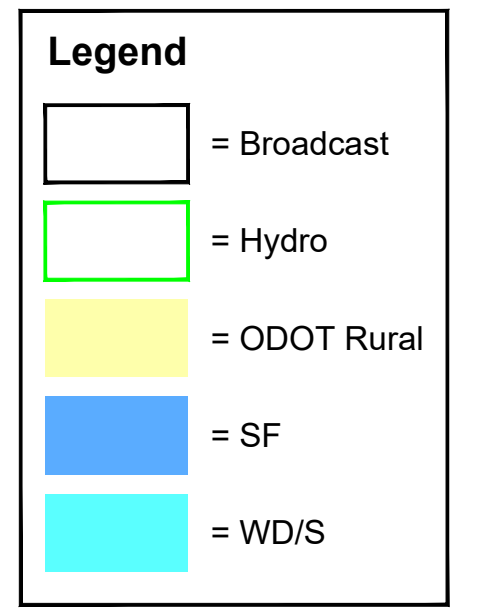 Legend
= Broadcast
= Hydro
= ODOT Rural
= SF
= WD/S